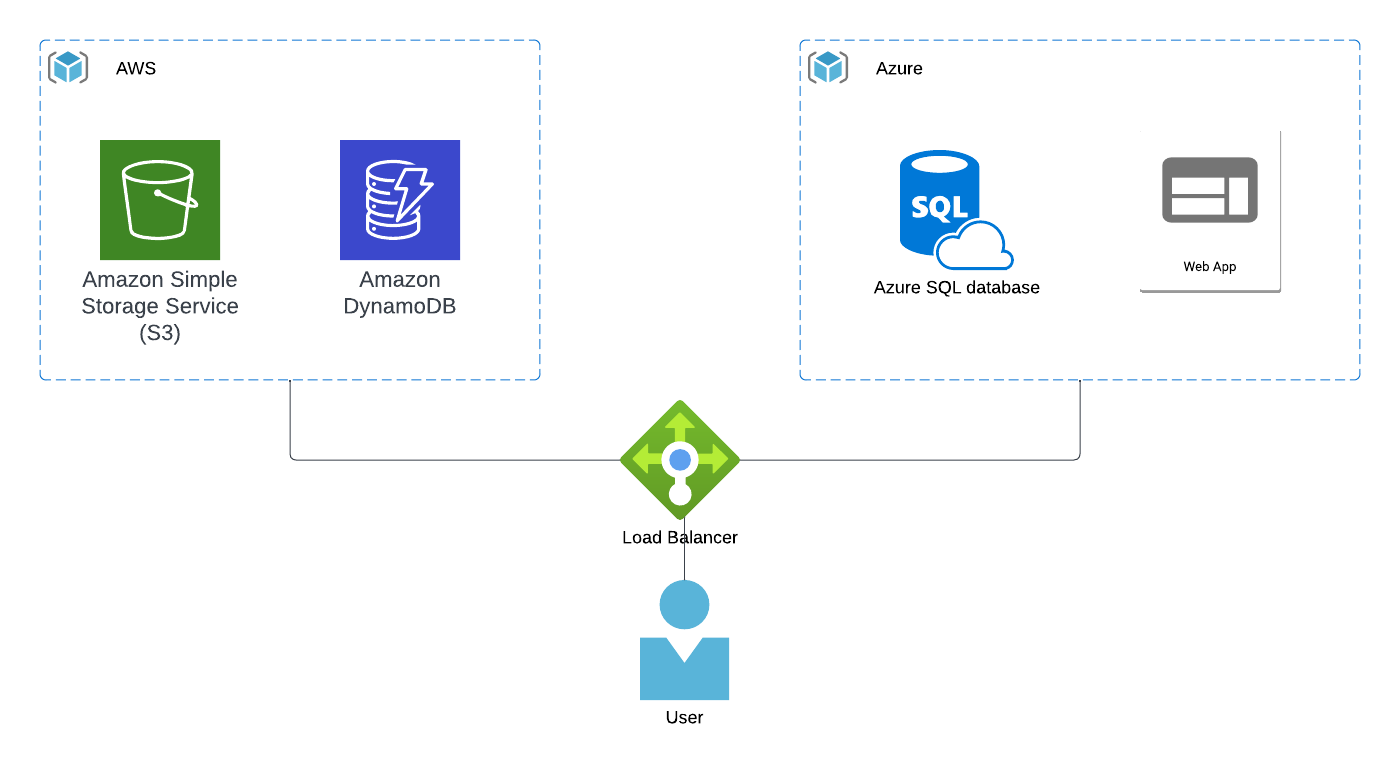 AWS
Azure
Amazon Simple
Storage Service
(S3)
Amazon
DynamoDB
SQL
Azure SQL database
Web App
Load Balancer
User